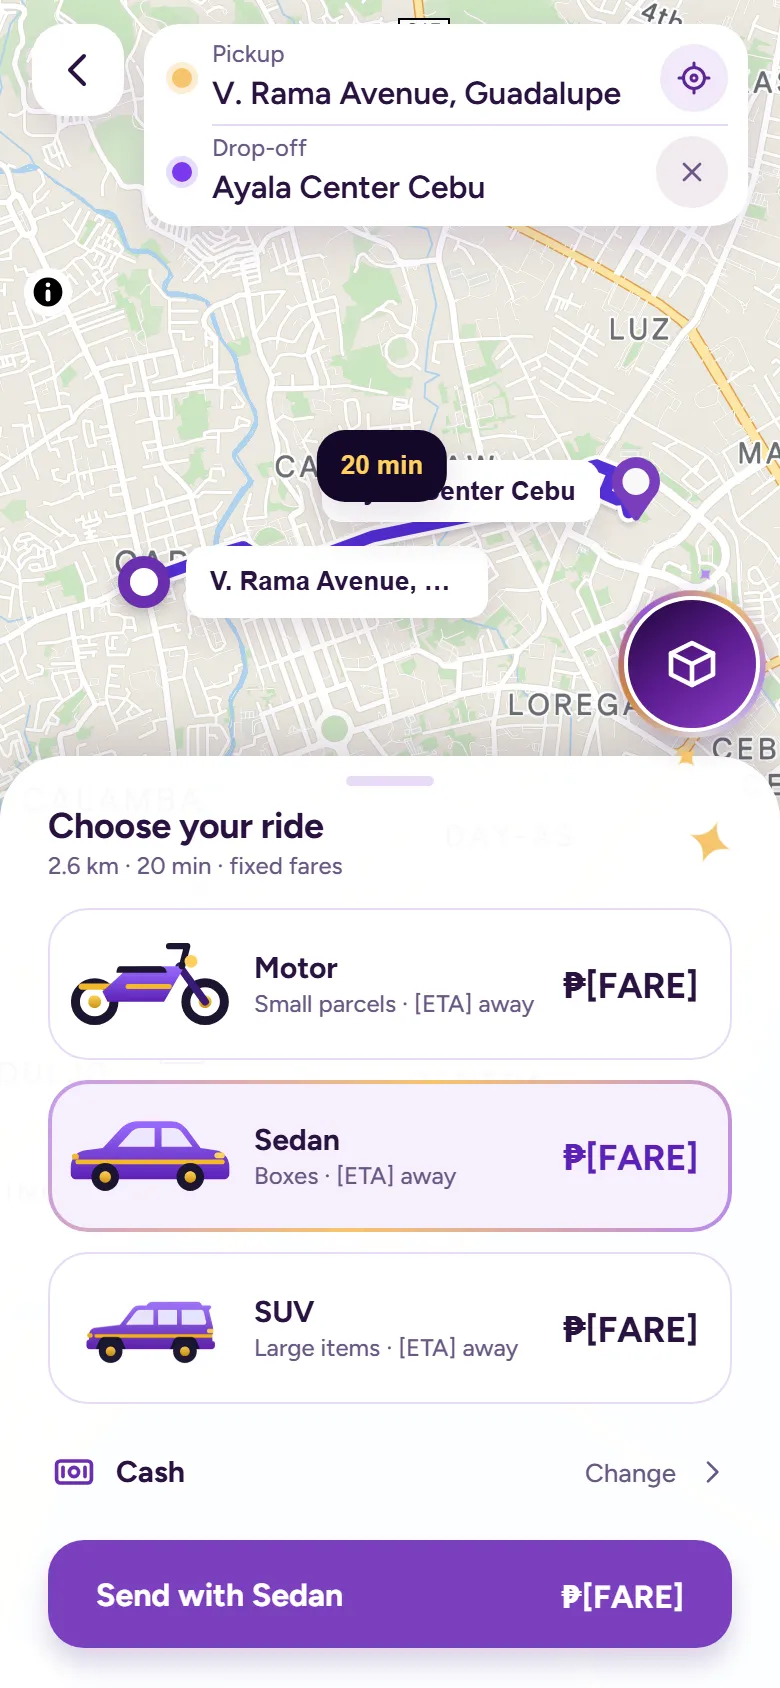 4th
Pickup
V. Rama Avenue, Guadalupe
Drop-off
Ayala Center Cebu
LUZ
20 min
enter Cebu
V. Rama Avenue, ...
LOREGA
CEB
Choose your ride
2.6 km · 20 min · fixed fares
Motor
Small parcels · [ETA] away
₱[FARE]
Sedan
Boxes · [ETA] away
₱[FARE]
SUV
Large items · [ETA] away
₱[FARE]
Cash
Change
Send with Sedan
₱[FARE]